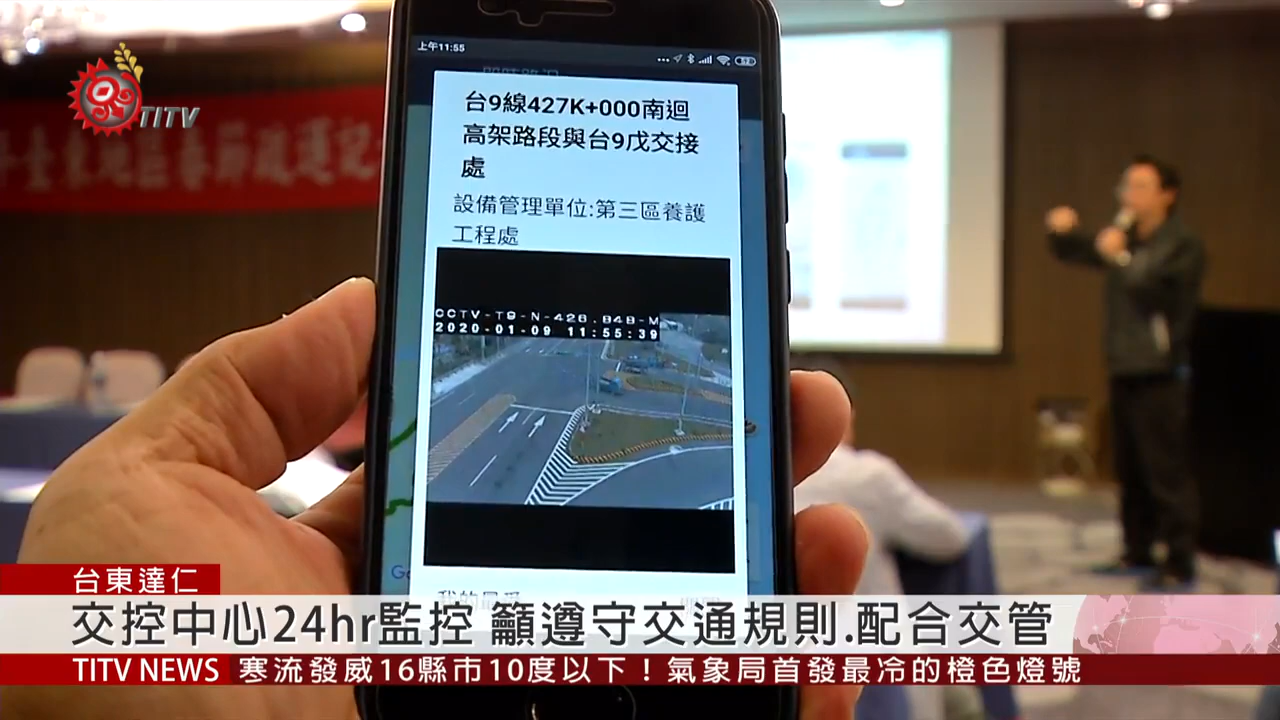 TITV
上午11:55
57
台9線427K+000南迴
高架路段與台9戊交接
處
設備管理單位:第三區養護
工程處
CCTV-T9-N-426.848-M
2020-01-09 11:55:39
台東達仁
交控中心24hr監控 籲遵守交通規則.配合交管
TITV NEWS 寒流發威16縣市10度以下！氣象局首發最冷的橙色燈號